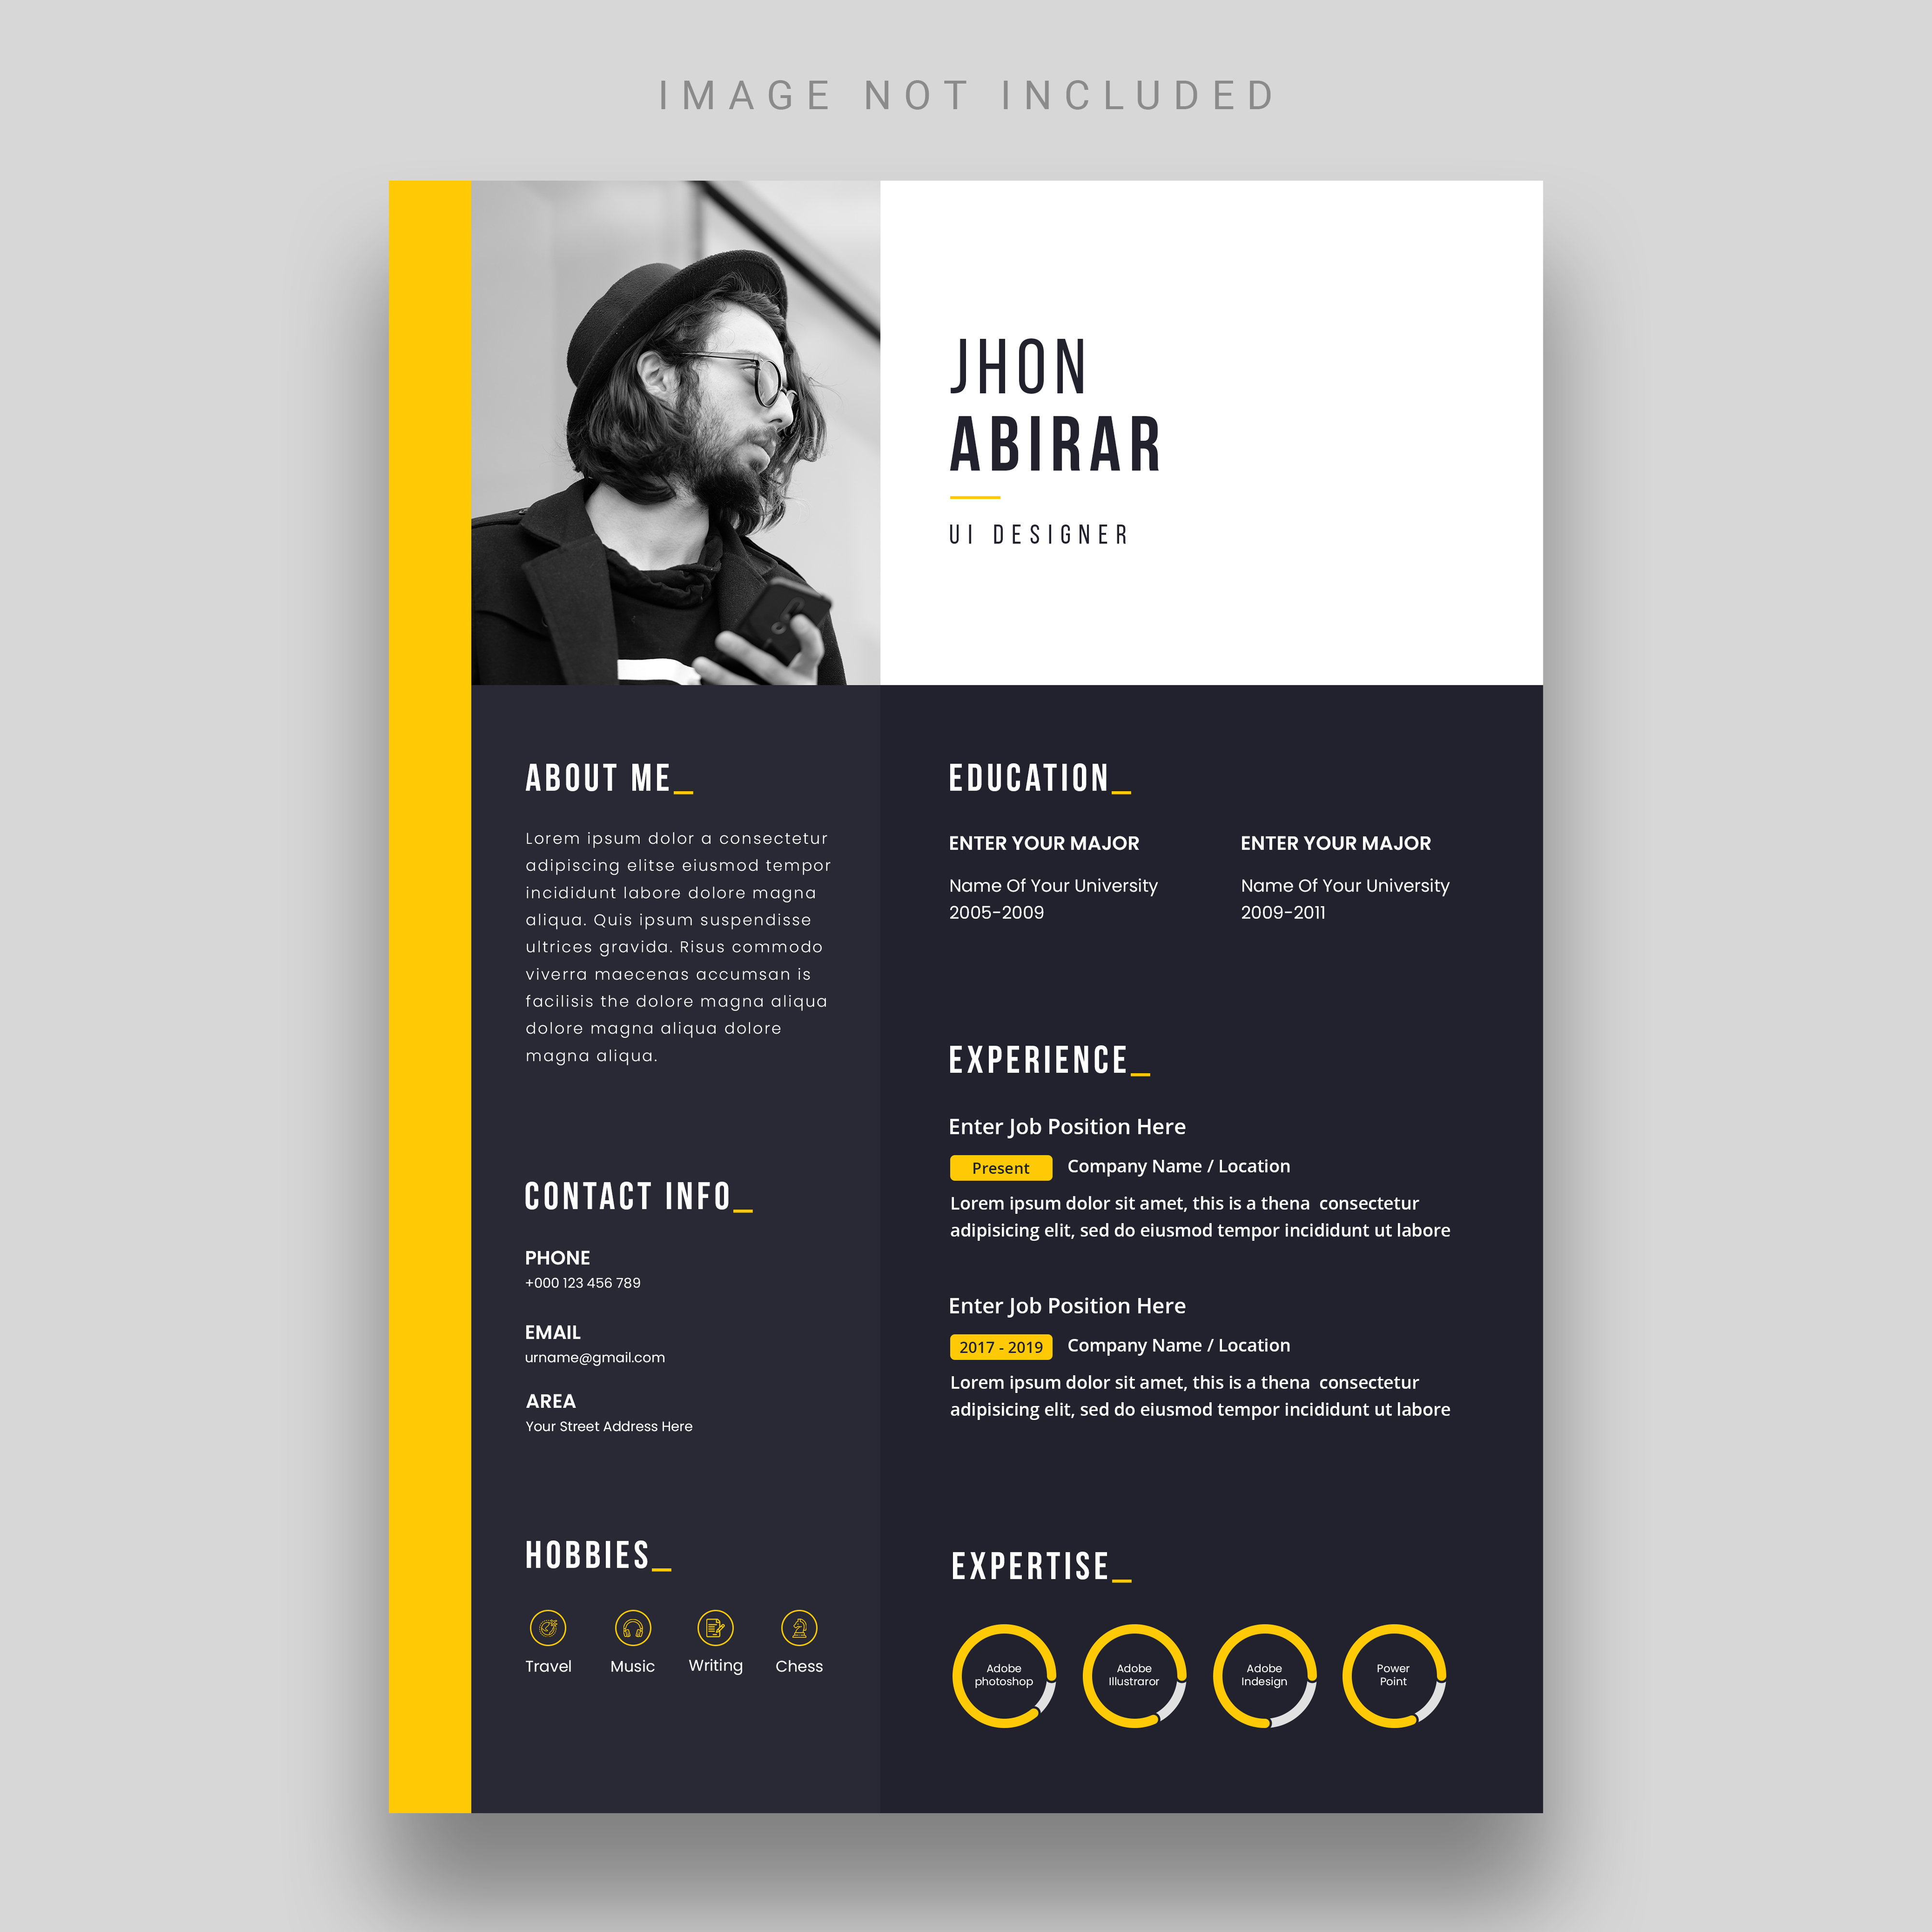 IMAGE NOT INCLUDED
JHON
ABIRAR
UI DESIGNER
ABOUT ME_
Lorem ipsum dolor a consectetur
adipiscing elitse eiusmod tempor
incididunt labore dolore magna
aliqua. Quis ipsum suspendisse
ultrices gravida. Risus commodo
viverra maecenas accumsan is
facilisis the dolore magna aliqua
dolore magna aliqua dolore
magna aliqua.
CONTACT INFO_
PHONE
+000 123 456 789
EMAIL
urname@gmail.com
AREA
Your Street Address Here
HOBBIES_
Travel Music Writing Chess
EDUCATION_
ENTER YOUR MAJOR
Name Of Your University
2005-2009
ENTER YOUR MAJOR
Name Of Your University
2009-2011
EXPERIENCE_
Enter Job Position Here
Present Company Name / Location
Lorem ipsum dolor sit amet, this is a thena  consectetur
adipisicing elit, sed do eiusmod tempor incididunt ut labore
Enter Job Position Here
2017 - 2019 Company Name / Location
Lorem ipsum dolor sit amet, this is a thena  consectetur
adipisicing elit, sed do eiusmod tempor incididunt ut labore
EXPERTISE_
Adobe
photoshop
Adobe
Illustraror
Adobe
Indesign
Power
Point